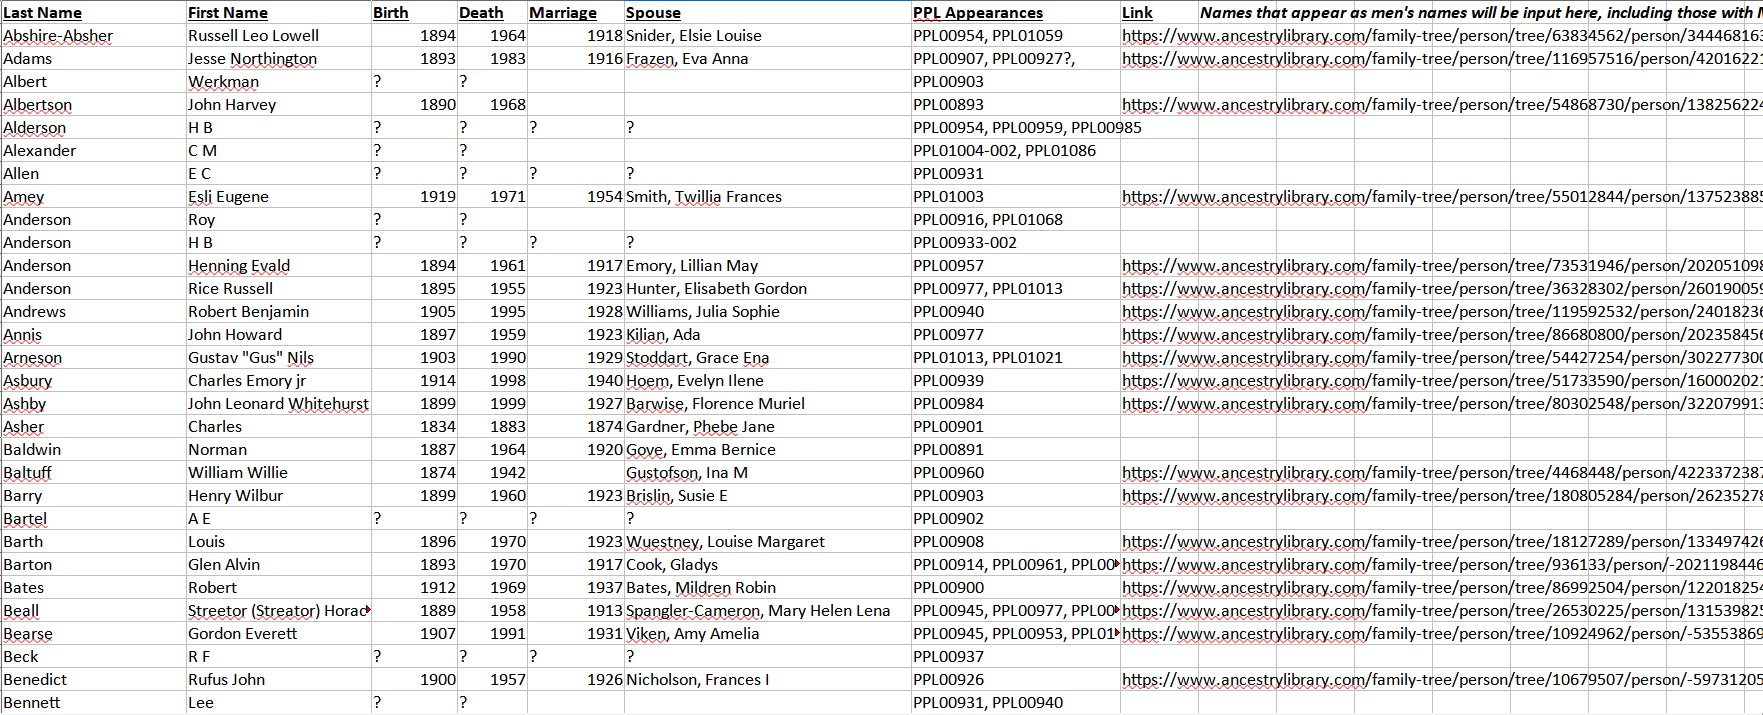 Last Name First Name Birth Death Marriage Spouse PPL Appearances Link Names that appear as men's names will be input here, including those with
Abshire-Absher Russell Leo Lowell 1894 1964 1918 Snider, Elsie Louise PPL00954, PPL01059 https://www.ancestrylibrary.com/family-tree/person/tree/63834562/person/344468163
Adams Jesse Northington 1893 1983 1916 Frazen, Eva Anna PPL00907, PPL00927?, https://www.ancestrylibrary.com/family-tree/person/tree/116957516/person/42016221
Albert Werkman ? ? PPL00903
Albertson John Harvey 1890 1968 PPL00893 https://www.ancestrylibrary.com/family-tree/person/tree/54868730/person/138256224
Alderson H B ? ? ? ? PPL00954, PPL00959, PPL00985
Alexander C M ? ? PPL01004-002, PPL01086
Allen E C ? ? ? ? PPL00931
Amey Esli Eugene 1919 1971 1954 Smith, Twillia Frances PPL01003 https://www.ancestrylibrary.com/family-tree/person/tree/55012844/person/137523885
Anderson Roy ? ? PPL00916, PPL01068
Anderson H B ? ? ? ? PPL00933-002
Anderson Henning Evald 1894 1961 1917 Emory, Lillian May PPL00957 https://www.ancestrylibrary.com/family-tree/person/tree/73531946/person/202051098
Anderson Rice Russell 1895 1955 1923 Hunter, Elisabeth Gordon PPL00977, PPL01013 https://www.ancestrylibrary.com/family-tree/person/tree/36328302/person/260190059
Andrews Robert Benjamin 1905 1995 1928 Williams, Julia Sophie PPL00940 https://www.ancestrylibrary.com/family-tree/person/tree/119592532/person/24018236
Annis John Howard 1897 1959 1923 Kilian, Ada PPL00977 https://www.ancestrylibrary.com/family-tree/person/tree/86680800/person/202358456
Arneson Gustav "Gus" Nils 1903 1990 1929 Stoddart, Grace Ena PPL01013, PPL01021 https://www.ancestrylibrary.com/family-tree/person/tree/54427254/person/302277300
Asbury Charles Emory jr 1914 1998 1940 Hoem, Evelyn Ilene PPL00939 https://www.ancestrylibrary.com/family-tree/person/tree/51733590/person/160002021
Ashby John Leonard Whitehurst 1899 1999 1927 Barwise, Florence Muriel PPL00984 https://www.ancestrylibrary.com/family-tree/person/tree/80302548/person/322079913
Asher Charles 1834 1883 1874 Gardner, Phebe Jane PPL00901
Baldwin Norman 1887 1964 1920 Gove, Emma Bernice PPL00891
Baltuff William Willie 1874 1942 Gustofson, Ina M PPL00960 https://www.ancestrylibrary.com/family-tree/person/tree/4468448/person/4223372387
Barry Henry Wilbur 1899 1960 1923 Brislin, Susie E PPL00903 https://www.ancestrylibrary.com/family-tree/person/tree/180805284/person/26235278
Bartel A E ? ? ? ? PPL00902
Barth Louis 1896 1970 1923 Wuestney, Louise Margaret PPL00908 https://www.ancestrylibrary.com/family-tree/person/tree/18127289/person/133497426
Barton Glen Alvin 1893 1970 1917 Cook, Gladys PPL00914, PPL00961, PPL00 https://www.ancestrylibrary.com/family-tree/person/tree/936133/person/-2021198446
Bates Robert 1912 1969 1937 Bates, Mildren Robin PPL00900 https://www.ancestrylibrary.com/family-tree/person/tree/86992504/person/122018254
Beall Streetor (Streator) Horac 1889 1958 1913 Spangler-Cameron, Mary Helen Lena PPL00945, PPL00977, PPL00 https://www.ancestrylibrary.com/family-tree/person/tree/26530225/person/131539825
Bearse Gordon Everett 1907 1991 1931 Viken, Amy Amelia PPL00945, PPL00953, PPL01 https://www.ancestrylibrary.com/family-tree/person/tree/10924962/person/-53553869
Beck R F ? ? ? ? PPL00937
Benedict Rufus John 1900 1957 1926 Nicholson, Frances I PPL00926 https://www.ancestrylibrary.com/family-tree/person/tree/10679507/person/-59731205
Bennett Lee ? ? PPL00931, PPL00940